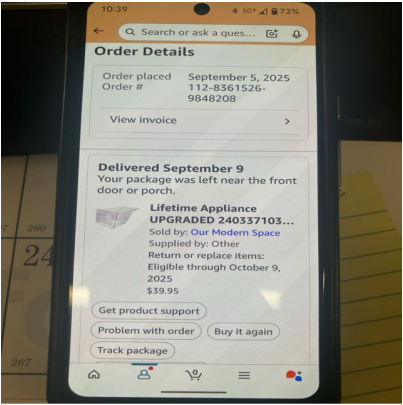 10:39
5G+ 73%
Search or ask a ques...
Order Details
Order placed September 5, 2025
Order # 112-8361526-
9848208
View invoice
Delivered September 9
Your package was left near the front
door or porch.
Lifetime Appliance
UPGRADED 240337103...
Sold by: Our Modern Space
Supplied by: Other
Return or replace items:
Eligible through October 9,
2025
$39.95
Get product support
Problem with order
Buy it again
Track package
260
24
267